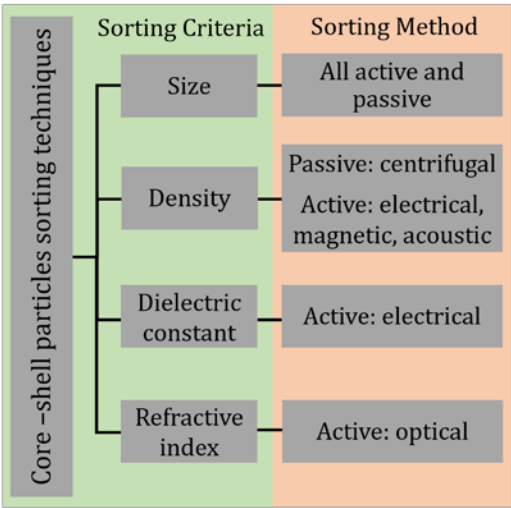 Core –shell particles sorting techniques
Sorting Criteria
Sorting Method
Size
All active and
passive
Density
Passive: centrifugal
Active: electrical,
magnetic, acoustic
Dielectric
constant
Active: electrical
Refractive
index
Active: optical